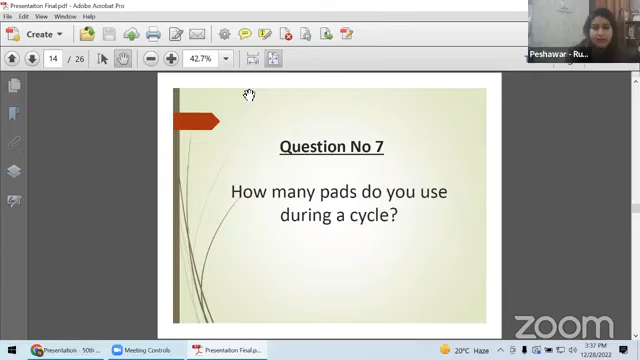 Presentaiton Final.pdf - Adobe Acrobat Pro
File Edit View Window Help
Create
14 / 26
42.7%
Peshawar - Ru...
Question No 7
How many pads do you use
during a cycle?
zoom
Presentation · 50th ...
Meeting Controls
Presentaiton Final.p...
20°C Haze
3:37 PM
12/28/2022